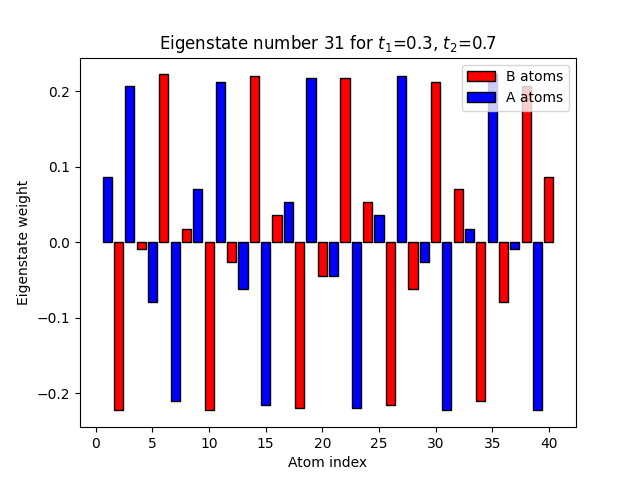 Eigenstate number 31 for t₁=0.3, t₂=0.7
B atoms
A atoms
0.2
0.1
0.0
−0.1
−0.2
Eigenstate weight
0 5 10 15 20 25 30 35 40
Atom index